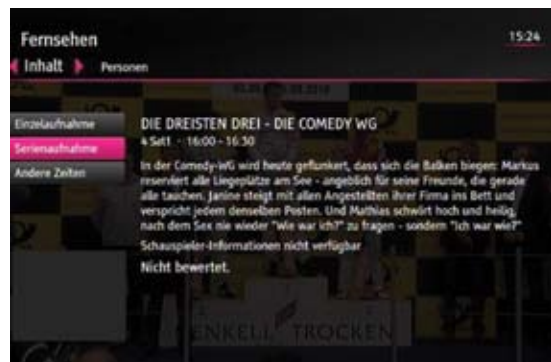 Fernsehen
15:24
Inhalt
Personen
Einzelaufnahme
Serienaufnahme
Andere Zeiten
DIE DREISTEN DREI - DIE COMEDY WG
4 Sat1 · 16:00 - 16:30
In der Comedy-WG wird heute geflunkert, dass sich die Balken biegen: Markus
reserviert alle Liegeplätze am See - angeblich für seine Freunde, die gerade
alle tauchen. Janine steigt mit allen Angestellten ihrer Firma ins Bett und
verspricht jedem denselben Posten. Und Mathias schwört hoch und heilig,
nach dem Sex nie wieder "Wie war ich?" zu fragen - sondern "Ich war wie?"
Schauspieler-Informationen nicht verfügbar
Nicht bewertet.
HENKELL TROCKEN